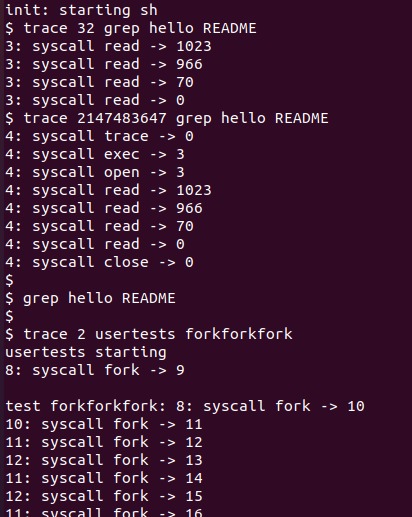 init: starting sh
$ trace 32 grep hello README
3: syscall read -> 1023
3: syscall read -> 966
3: syscall read -> 70
3: syscall read -> 0
$ trace 2147483647 grep hello README
4: syscall trace -> 0
4: syscall exec -> 3
4: syscall open -> 3
4: syscall read -> 1023
4: syscall read -> 966
4: syscall read -> 70
4: syscall read -> 0
4: syscall close -> 0
$
$ grep hello README
$
$ trace 2 usertests forkforkfork
usertests starting
8: syscall fork -> 9
test forkforkfork: 8: syscall fork -> 10
10: syscall fork -> 11
11: syscall fork -> 12
12: syscall fork -> 13
11: syscall fork -> 14
12: syscall fork -> 15
11: syscall fork -> 16